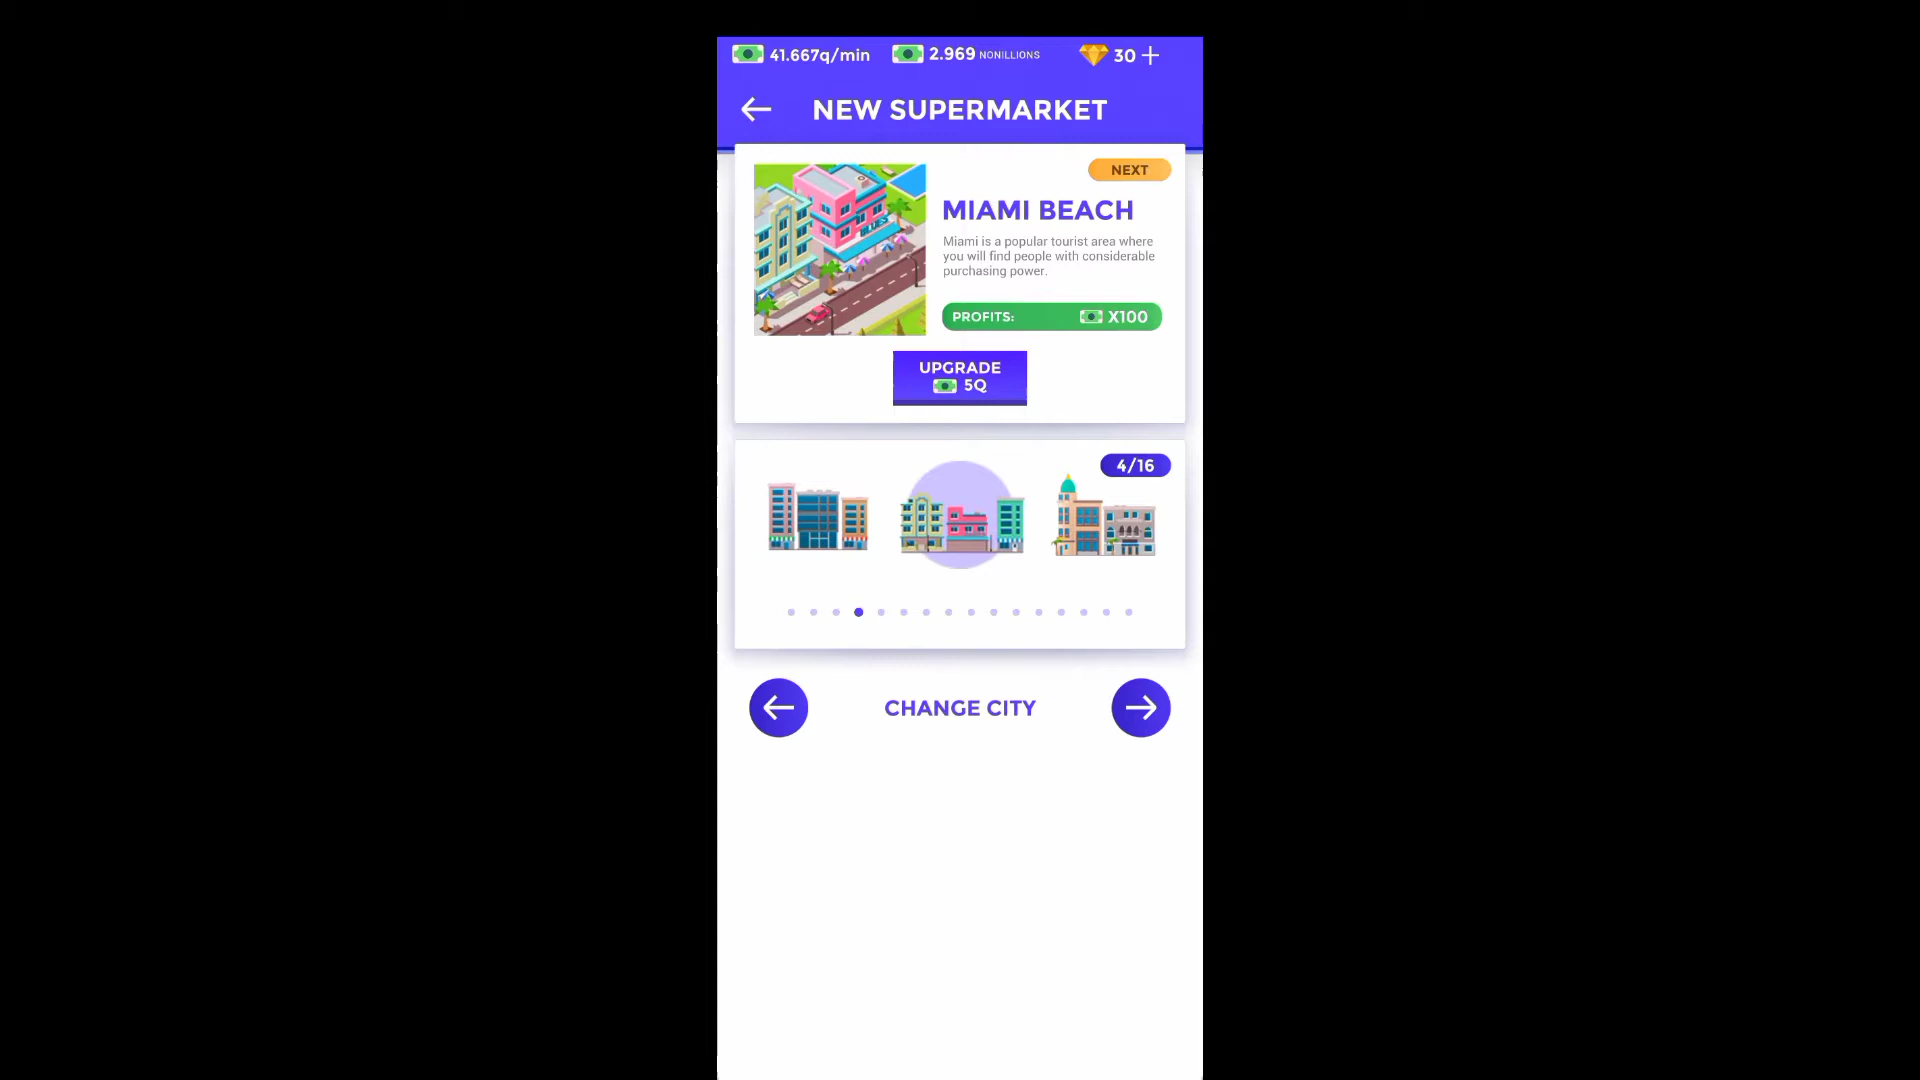 41.667q/min 2.969 NONILLIONS 30
NEW SUPERMARKET
NEXT
MIAMI BEACH
Miami is a popular tourist area where
you will find people with considerable
purchasing power.
PROFITS: X100
UPGRADE
5Q
4/16
CHANGE CITY